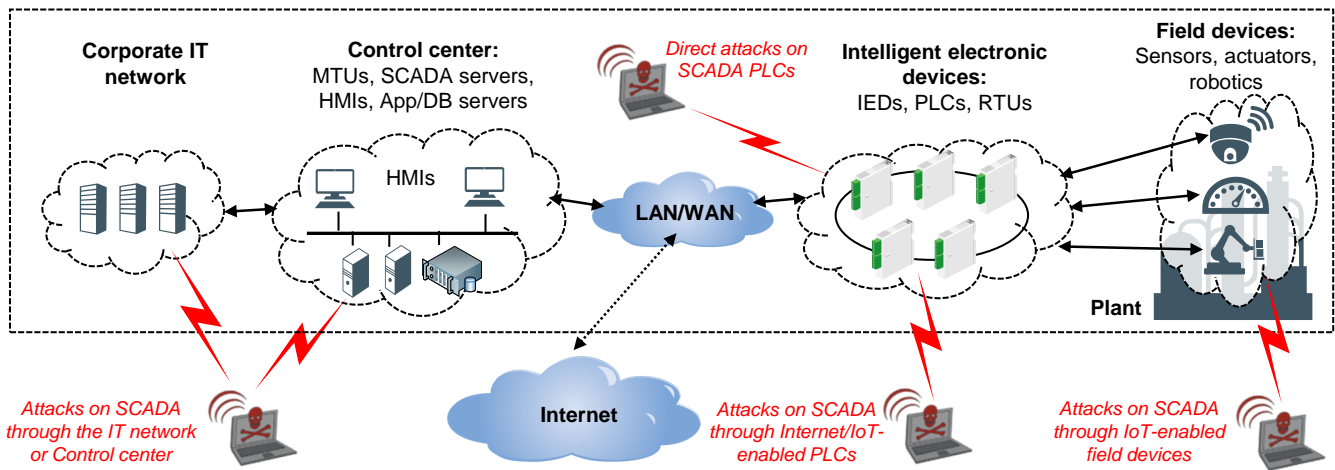 Corporate IT
network
Control center:
MTUs, SCADA servers,
HMIs, App/DB servers
Direct attacks on
SCADA PLCs
Intelligent electronic
devices:
IEDs, PLCs, RTUs
Field devices:
Sensors, actuators,
robotics
HMIs
LAN/WAN
Plant
Internet
Attacks on SCADA
through the IT network
or Control center
Attacks on SCADA
through Internet/IoT-
enabled PLCs
Attacks on SCADA
through IoT-enabled
field devices